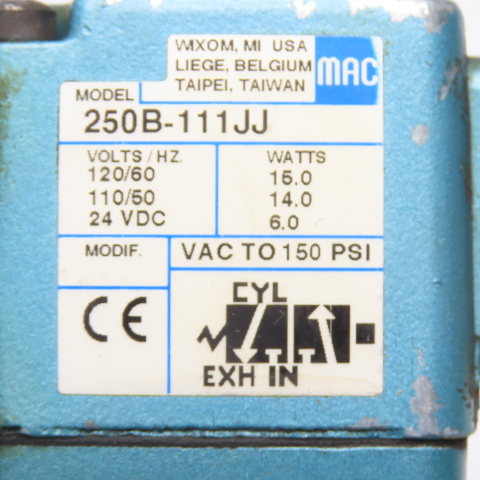 WIXOM, MI USA
LIEGE, BELGIUM
TAIPEI, TAIWAN
MAC
MODEL
250B-111JJ
VOLTS/HZ. WATTS
120/60 15.0
110/50 14.0
24 VDC 6.0
MODIF. VAC TO 150 PSI
CE
CYL
EXH IN